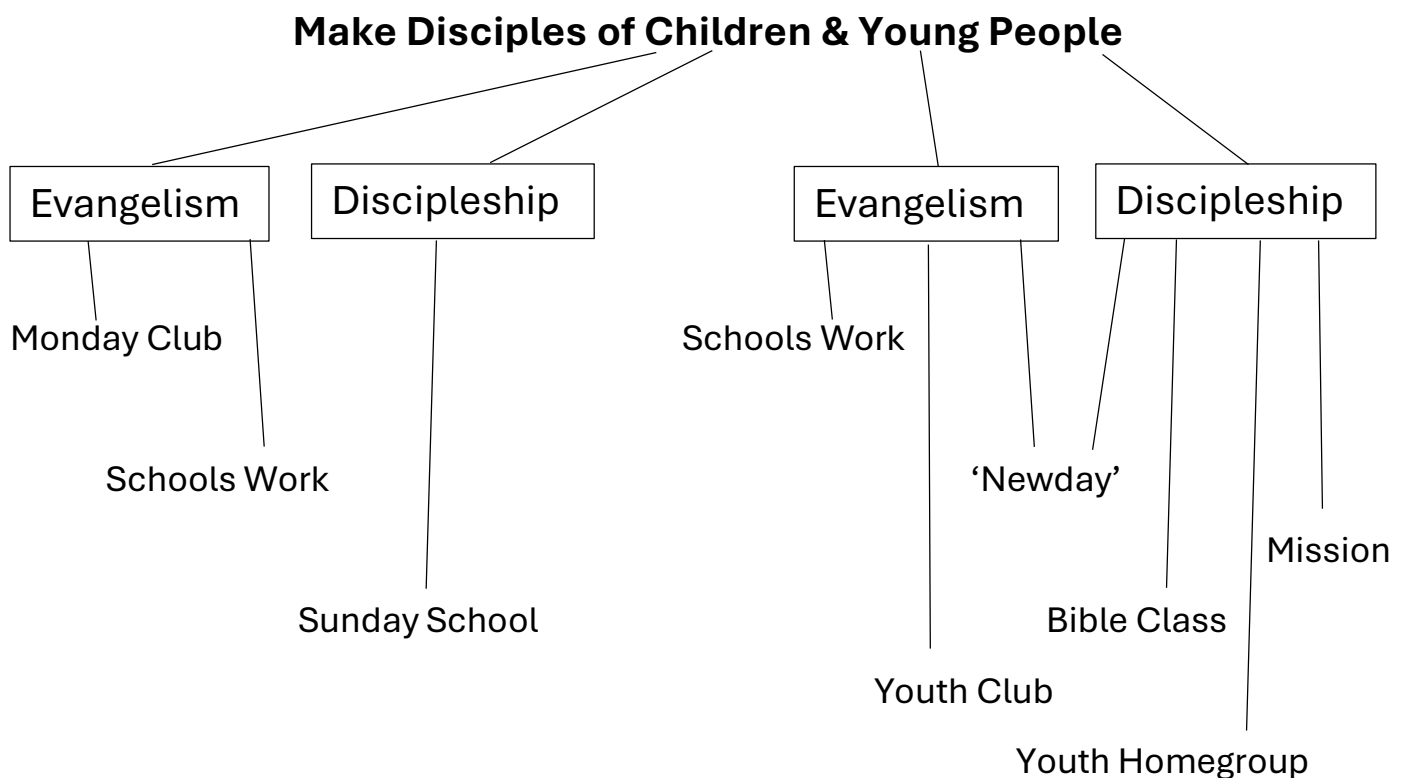 Make Disciples of Children & Young People
Evangelism
Discipleship
Evangelism
Discipleship
Monday Club
Schools Work
Schools Work
‘Newday’
Mission
Sunday School
Bible Class
Youth Club
Youth Homegroup